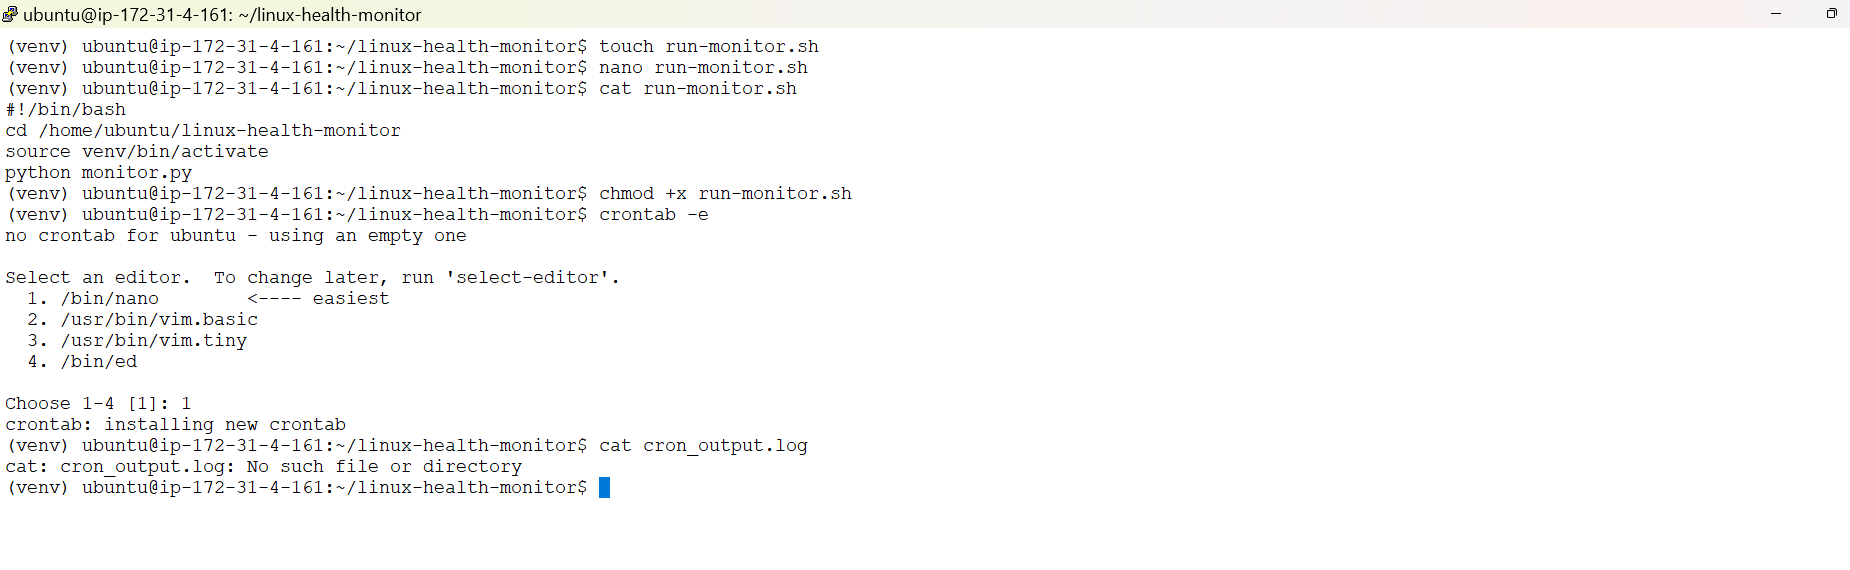 ubuntu@ip-172-31-4-161: ~/linux-health-monitor
(venv) ubuntu@ip-172-31-4-161:~/linux-health-monitor$ touch run-monitor.sh
(venv) ubuntu@ip-172-31-4-161:~/linux-health-monitor$ nano run-monitor.sh
(venv) ubuntu@ip-172-31-4-161:~/linux-health-monitor$ cat run-monitor.sh
#!/bin/bash
cd /home/ubuntu/linux-health-monitor
source venv/bin/activate
python monitor.py
(venv) ubuntu@ip-172-31-4-161:~/linux-health-monitor$ chmod +x run-monitor.sh
(venv) ubuntu@ip-172-31-4-161:~/linux-health-monitor$ crontab -e
no crontab for ubuntu - using an empty one

Select an editor.  To change later, run 'select-editor'.
  1. /bin/nano        <---- easiest
  2. /usr/bin/vim.basic
  3. /usr/bin/vim.tiny
  4. /bin/ed

Choose 1-4 [1]: 1
crontab: installing new crontab
(venv) ubuntu@ip-172-31-4-161:~/linux-health-monitor$ cat cron_output.log
cat: cron_output.log: No such file or directory
(venv) ubuntu@ip-172-31-4-161:~/linux-health-monitor$